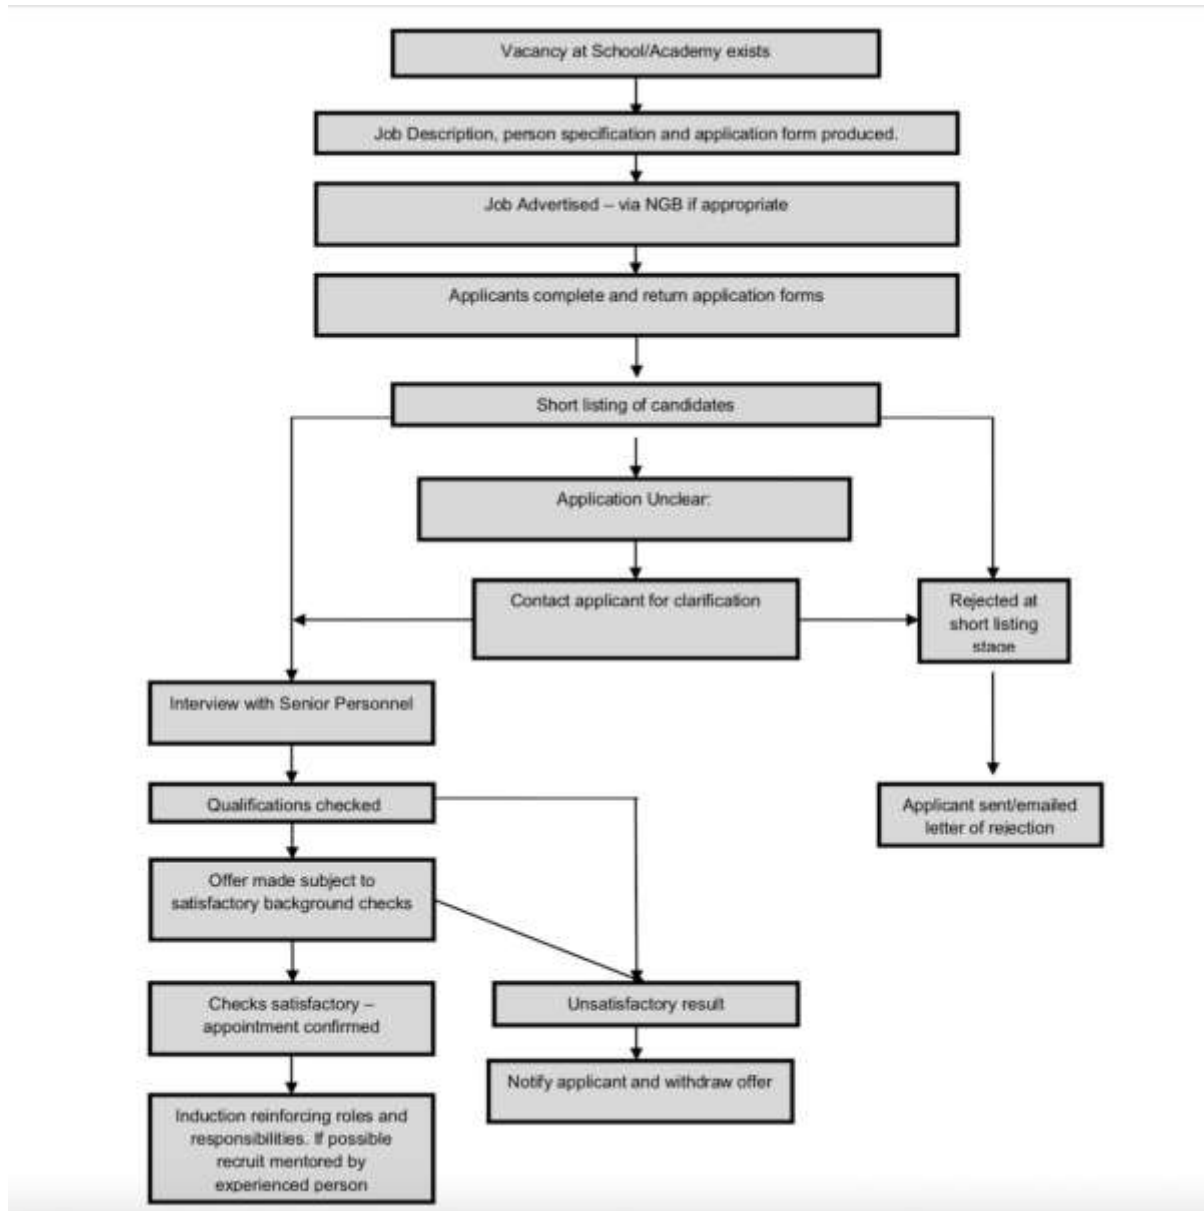 Vacancy at School/Academy exists
Job Description, person specification and application form produced.
Job Advertised – via NGB if appropriate
Applicants complete and return application forms
Short listing of candidates
Application Unclear:
Contact applicant for clarification
Rejected at
short listing
stage
Interview with Senior Personnel
Qualifications checked
Applicant sent/emailed
letter of rejection
Offer made subject to
satisfactory background checks
Checks satisfactory –
appointment confirmed
Unsatisfactory result
Notify applicant and withdraw offer
Induction reinforcing roles and
responsibilities. If possible
recruit mentored by
experienced person